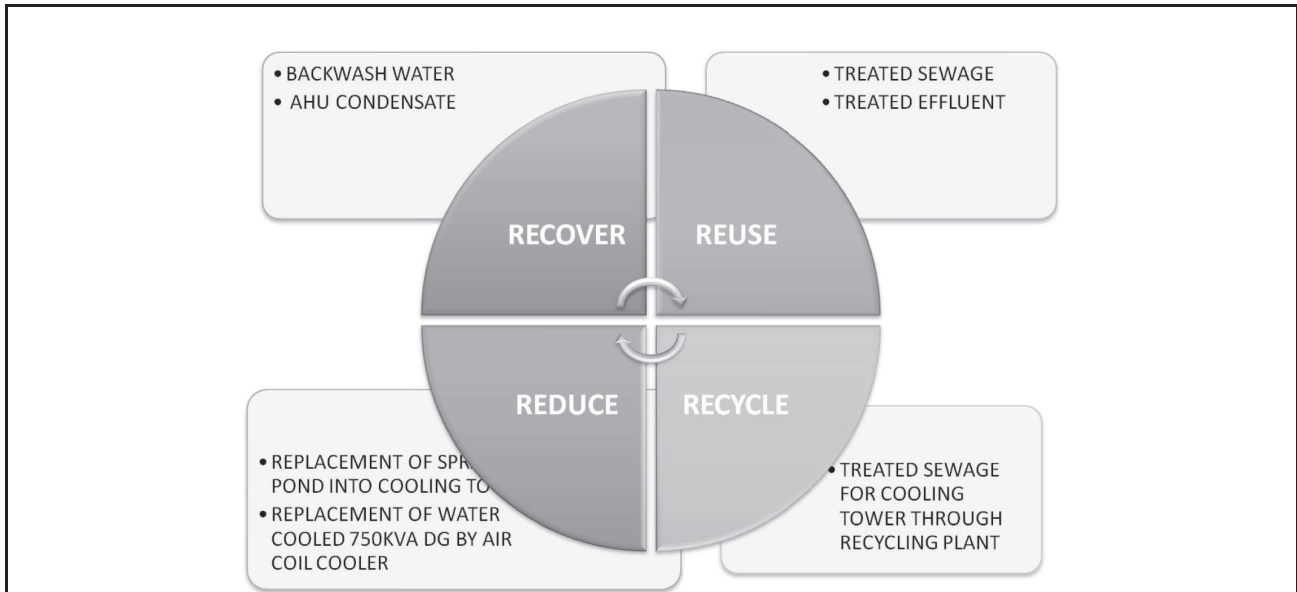 • BACKWASH WATER
• AHU CONDENSATE
• TREATED SEWAGE
• TREATED EFFLUENT
RECOVER
REUSE
REDUCE
RECYCLE
• REPLACEMENT OF
POND INTO COOLING
• REPLACEMENT OF WATER
COOLED 750KVA DG BY AIR
COIL COOLER
• TREATED SEWAGE
FOR COOLING
TOWER THROUGH
RECYCLING PLANT